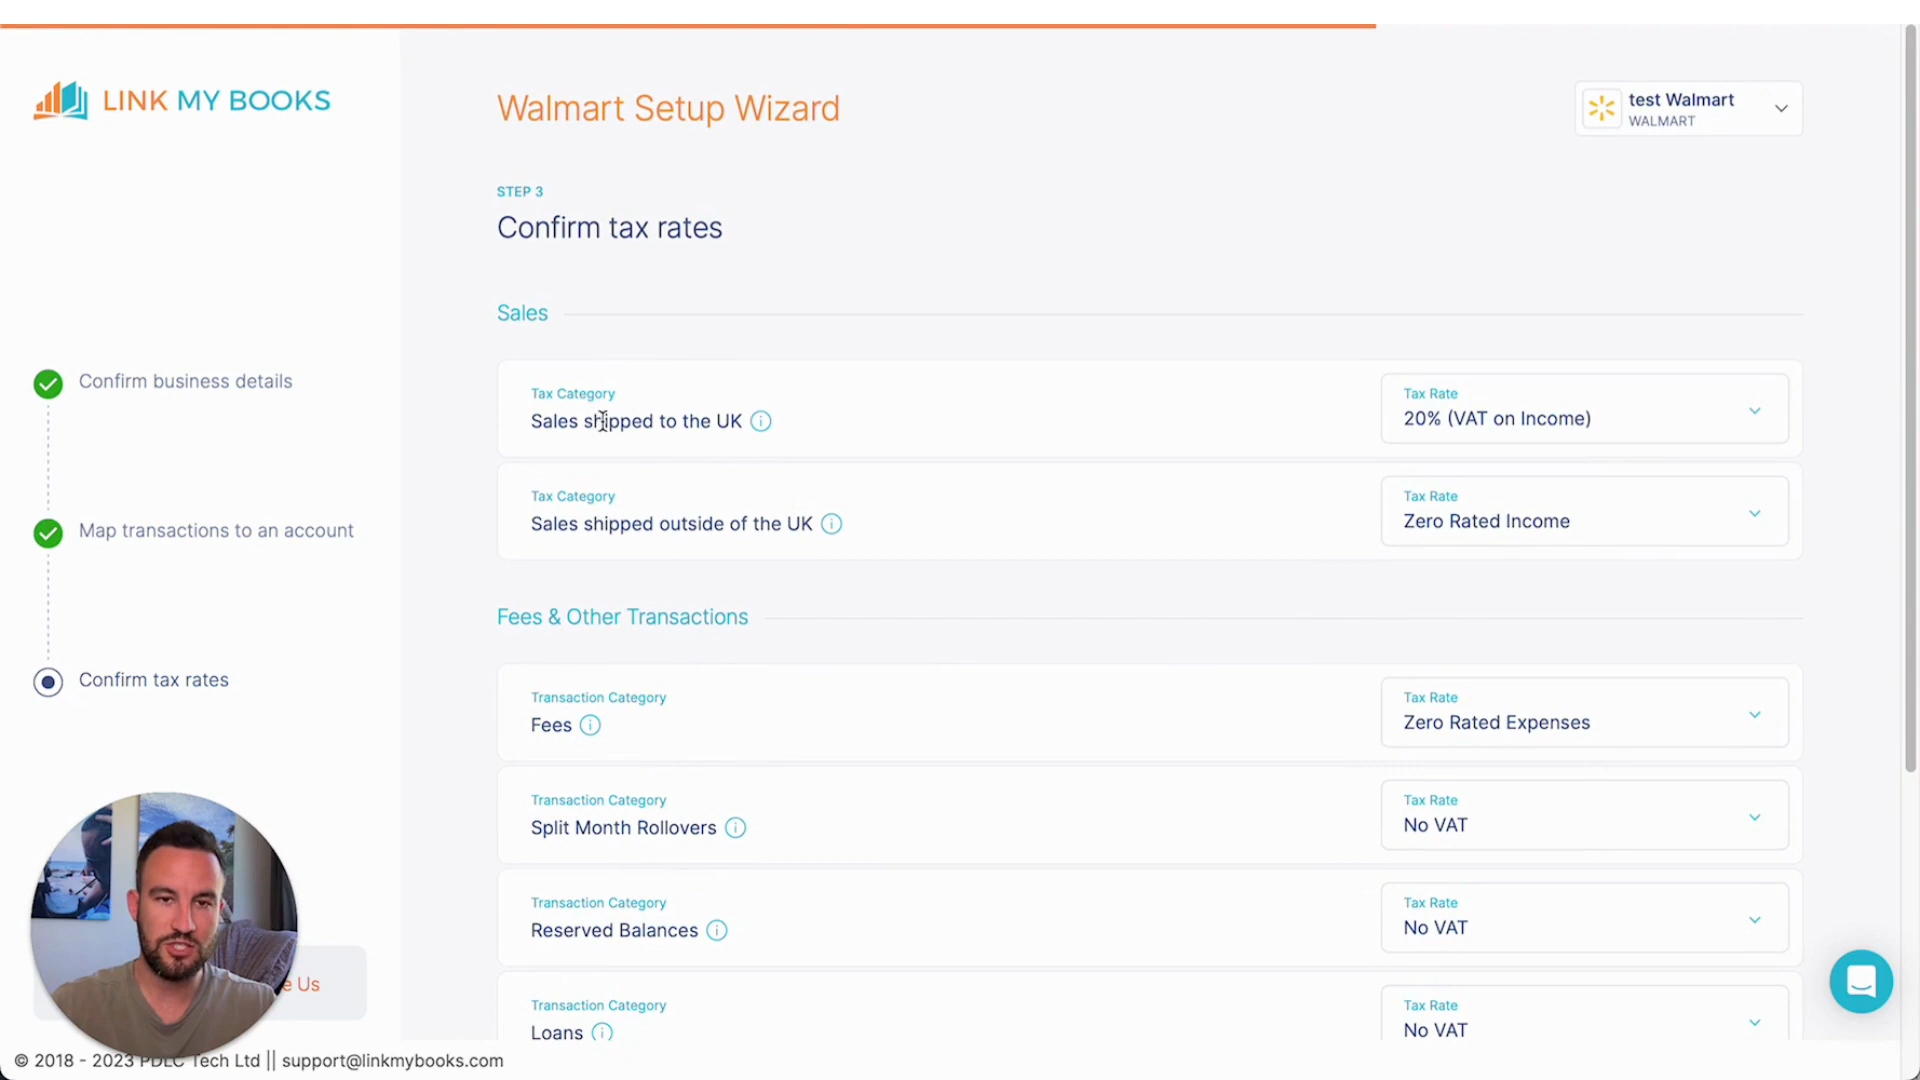 LINK MY BOOKS
Walmart Setup Wizard
test Walmart
WALMART
STEP 3
Confirm tax rates
Sales
Confirm business details
Map transactions to an account
Confirm tax rates
Tax Category
Sales shipped to the UK
Tax Rate
20% (VAT on Income)
Tax Category
Sales shipped outside of the UK
Tax Rate
Zero Rated Income
Fees & Other Transactions
Transaction Category
Fees
Tax Rate
Zero Rated Expenses
Transaction Category
Split Month Rollovers
Tax Rate
No VAT
Transaction Category
Reserved Balances
Tax Rate
No VAT
Transaction Category
Loans
Tax Rate
No VAT
Us
© 2018 - 2023 PDLC Tech Ltd || support@linkmybooks.com